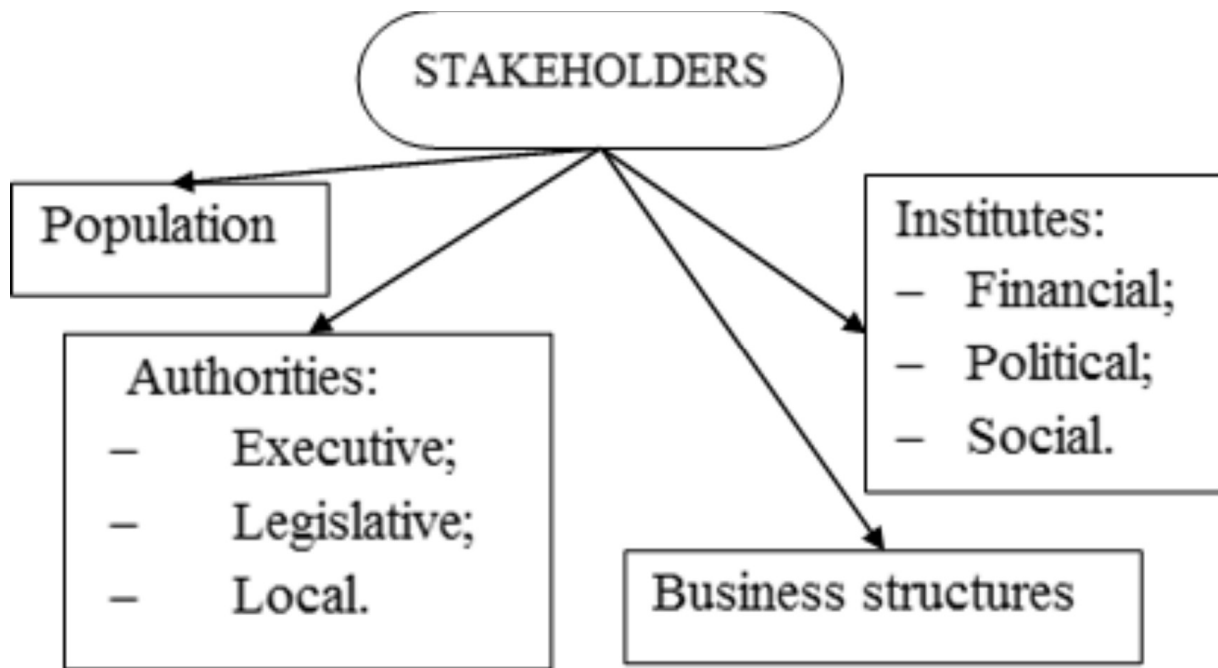 STAKEHOLDERS
Population
Authorities:
– Executive;
– Legislative;
– Local.
Institutes:
– Financial;
– Political;
– Social.
Business structures